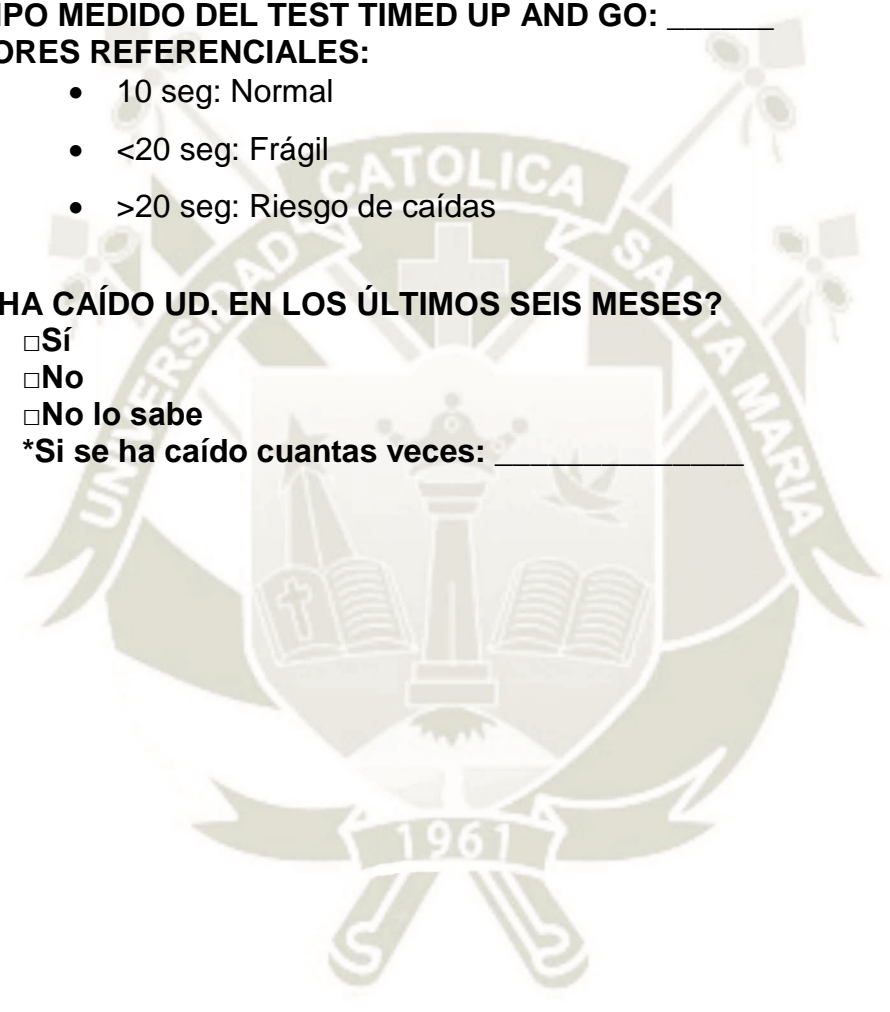 IPO MEDIDO DEL TEST TIMED UP AND GO: ______
ORES REFERENCIALES:
• 10 seg: Normal
• <20 seg: Frágil
• >20 seg: Riesgo de caídas
HA CAÍDO UD. EN LOS ÚLTIMOS SEIS MESES?
□Sí
□No
□No lo sabe
*Si se ha caído cuantas veces: ______________
UNIVERSIDAD CATOLICA SANTA MARIA
1961